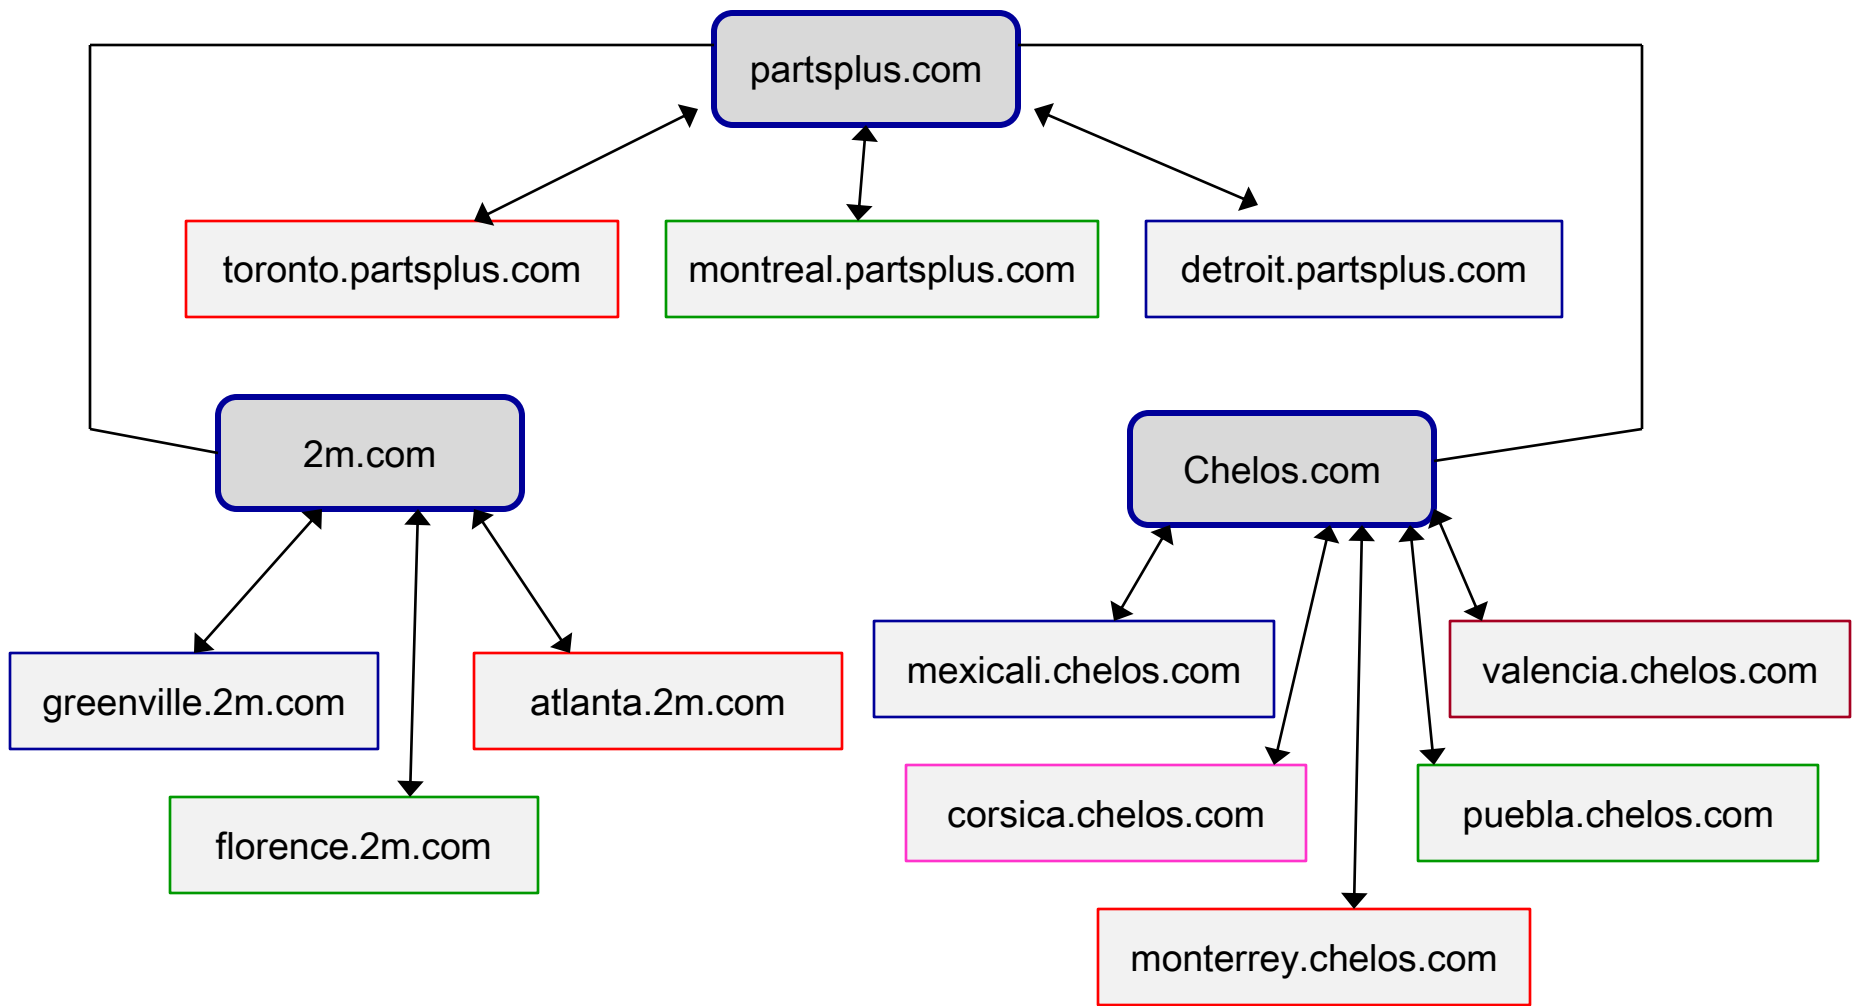 partsplus.com
toronto.partsplus.com
montreal.partsplus.com
detroit.partsplus.com
2m.com
Chelos.com
greenville.2m.com
atlanta.2m.com
florence.2m.com
mexicali.chelos.com
valencia.chelos.com
corsica.chelos.com
puebla.chelos.com
monterrey.chelos.com